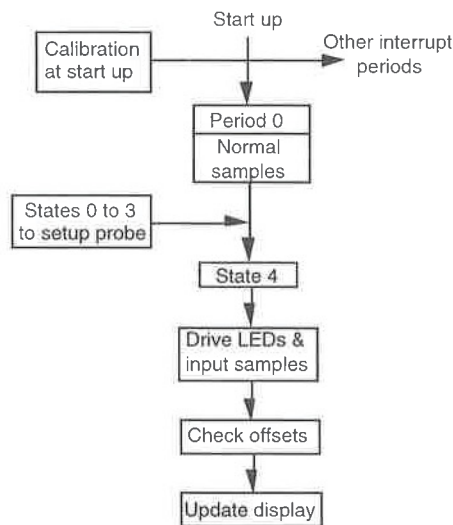 Start up
Calibration
at start up
Other interrupt
periods
Period 0
Normal
samples
States 0 to 3
to setup probe
State 4
Drive LEDs &
input samples
Check offsets
Update display